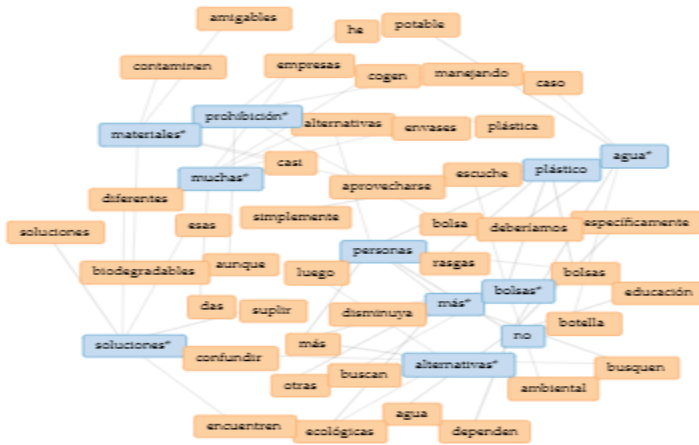 amigables
he
potable
contaminen
empresas
cogen
manejando
caso
prohibición*
materiales*
alternativas
envases
plástica
agua*
casi
muchas*
aprovecharse
escuche
plástico
diferentes
simplemente
esas
bolsa
deberíamos
específicamente
soluciones
personas
biodegradables
aunque
luego
rasgas
bolsas
bolsas*
educación
das
suplir
disminuya
más*
botella
soluciones*
más
no
confundir
alternativas*
busquen
otras
buscan
ambiental
encuentren
ecológicas
agua
dependen